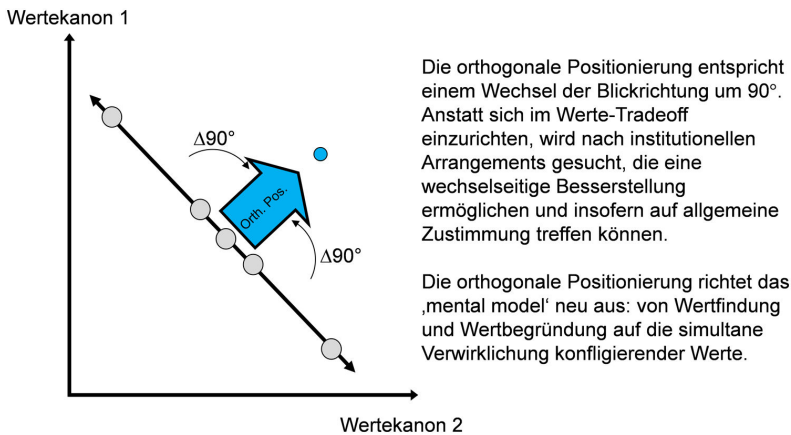 Wertekanon 1
Die orthogonale Positionierung entspricht
einem Wechsel der Blickrichtung um 90°.
Anstatt sich im Werte-Tradeoff
einzurichten, wird nach institutionellen
Arrangements gesucht, die eine
wechselseitige Besserstellung
ermöglichen und insofern auf allgemeine
Zustimmung treffen können.
Die orthogonale Positionierung richtet das
‚mental model‘ neu aus: von Wertfindung
und Wertbegründung auf die simultane
Verwirklichung konfligierender Werte.
Δ90°
Orth. Pos.
Δ90°
Wertekanon 2